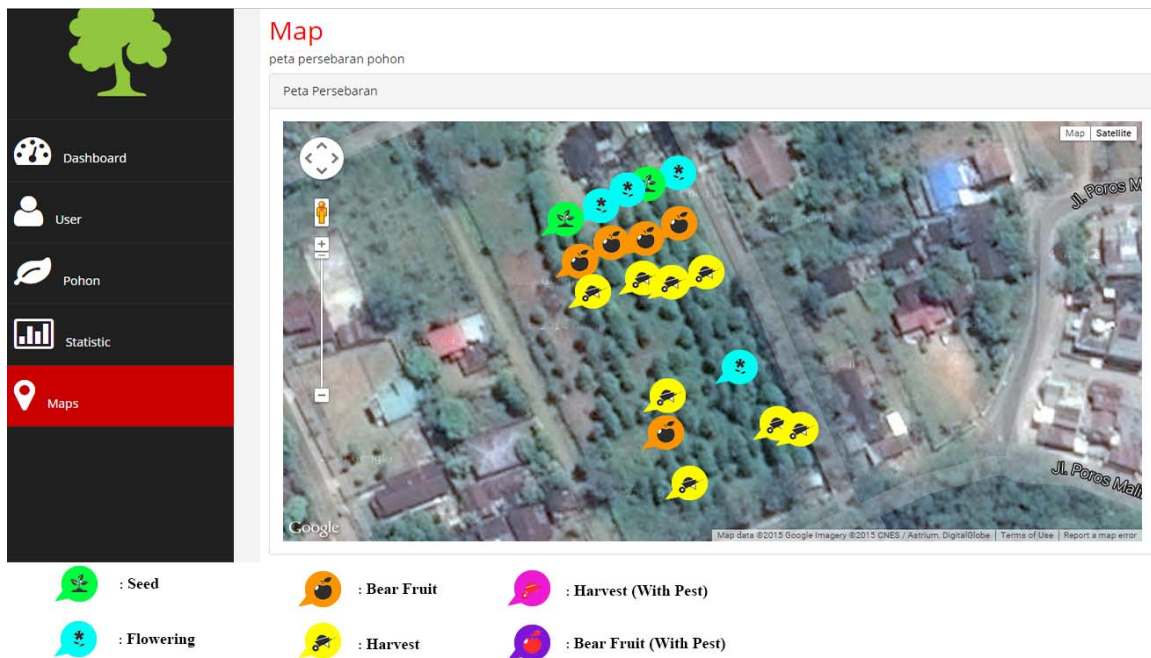 Map
peta persebaran pohon
Peta Persebaran
Dashboard
User
Pohon
Statistic
Maps
Map Satellite
Jl. Poros M
Jl. Poros Mali
Google
Map data ©2015 Google Imagery ©2015 CNES / Astrium, DigitalGlobe
Terms of Use
Report a map error
: Seed
: Bear Fruit
: Harvest (With Pest)
: Flowering
: Harvest
: Bear Fruit (With Pest)